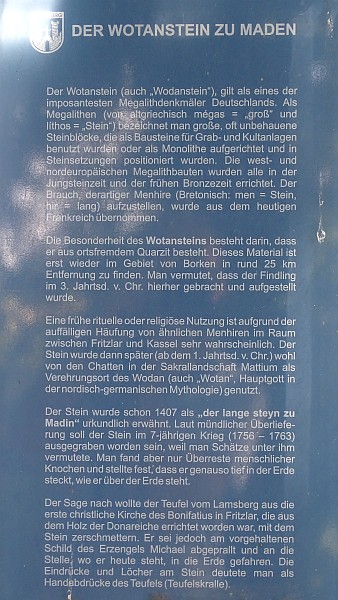 DER WOTANSTEIN ZU MADEN
Der Wotanstein (auch „Wodanstein“), gilt als eines der
imposantesten Megalithdenkmäler Deutschlands. Als
Megalithen (von altgriechisch mégas = „groß“ und
lithos = „Stein“) bezeichnet man große, oft unbehauene
Steinblöcke, die als Bausteine für Grab- und Kultanlagen
benutzt wurden oder als Monolithe aufgerichtet und in
Steinsetzungen positioniert wurden. Die west- und
nordeuropäischen Megalithbauten wurden alle in der
Jungsteinzeit und der frühen Bronzezeit errichtet. Der
Brauch, derartiger Menhire (Bretonisch: men = Stein,
hir = lang) aufzustellen, wurde aus dem heutigen
Frankreich übernommen.
Die Besonderheit des Wotansteins besteht darin, dass
er aus ortsfremdem Quarzit besteht. Dieses Material ist
erst wieder im Gebiet von Borken in rund 25 km
Entfernung zu finden. Man vermutet, dass der Findling
im 3. Jahrtsd. v. Chr. hierher gebracht und aufgestellt
wurde.
Eine frühe rituelle oder religiöse Nutzung ist aufgrund der
auffälligen Häufung von ähnlichen Menhiren im Raum
zwischen Fritzlar und Kassel sehr wahrscheinlich. Der
Stein wurde dann später (ab dem 1. Jahrtsd. v. Chr.) wohl
von den Chatten in der Sakrallandschaft Mattium als
Verehrungsort des Wodan (auch „Wotan“, Hauptgott in
der nordisch-germanischen Mythologie) genutzt.
Der Stein wurde schon 1407 als „der lange steyn zu
Madin“ urkundlich erwähnt. Laut mündlicher Überliefe-
rung soll der Stein im 7-jährigen Krieg (1756 – 1763)
ausgegraben worden sein, weil man Schätze unter ihm
vermutete. Man fand aber nur Überreste menschlicher
Knochen und stellte fest, dass er genauso tief in der Erde
steckt, wie er über der Erde steht.
Der Sage nach wollte der Teufel vom Lamsberg aus die
erste christliche Kirche des Bonifatius in Fritzlar, die aus
dem Holz der Donareiche errichtet worden war, mit dem
Stein zerschmettern. Er sei jedoch am vorgehaltenen
Schild des Erzengels Michael abgeprallt und an die
Stelle, wo er heute steht, in die Erde gefahren. Die
Eindrücke und Löcher am Stein deutete man als
Handabdrücke des Teufels (Teufelskralle).